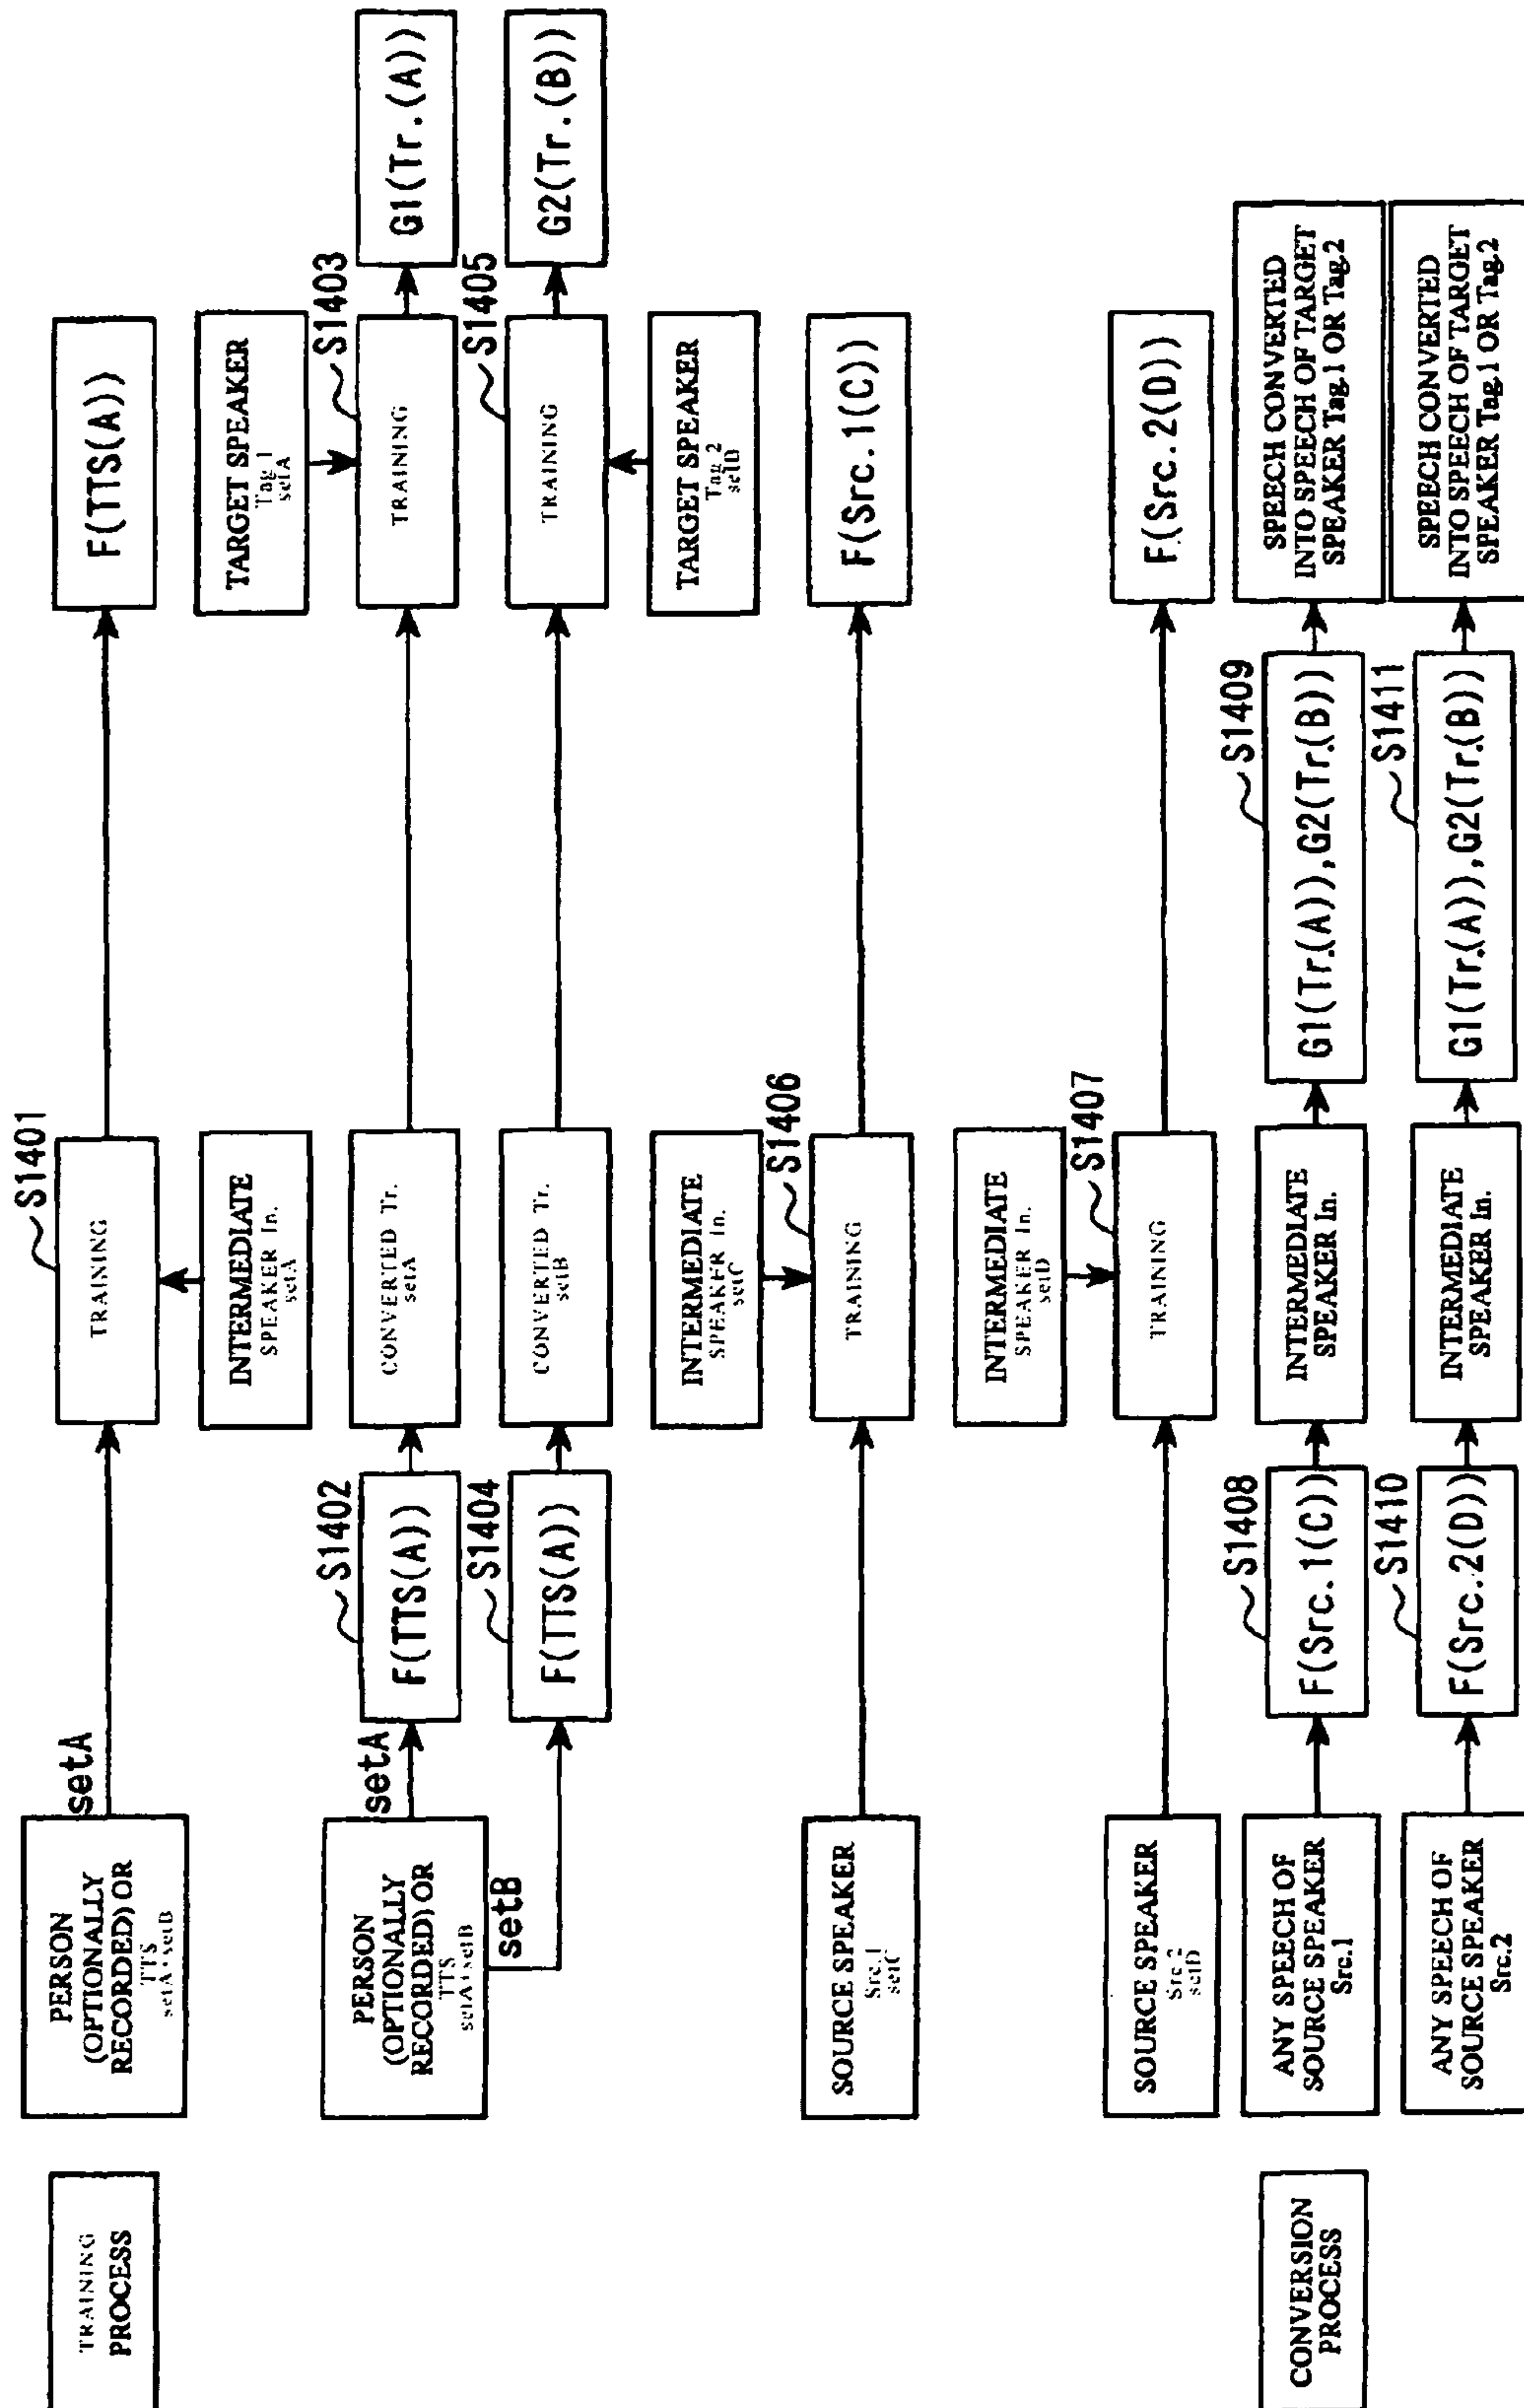 TRAINING
PROCESS
PERSON
(OPTIONALLY
RECORDED) OR
TTS
setA+setB
setA
S1401
TRAINING
INTERMEDIATE
SPEAKER In.
setA
F(TTS(A))
PERSON
(OPTIONALLY
RECORDED) OR
TTS
setA+setB
setA
setB
S1402
F(TTS(A))
S1404
F(TTS(A))
CONVERTED Tr.
setA
CONVERTED Tr.
setB
TARGET SPEAKER
Tag.1
setA
S1403
TRAINING
G1(Tr.(A))
S1405
TRAINING
G2(Tr.(B))
TARGET SPEAKER
Tag.2
setB
SOURCE SPEAKER
Src.1
setC
INTERMEDIATE
SPEAKER In.
setC
S1406
TRAINING
F(Src.1(C))
SOURCE SPEAKER
Src.2
setD
INTERMEDIATE
SPEAKER In.
setD
S1407
TRAINING
F(Src.2(D))
CONVERSION
PROCESS
ANY SPEECH OF
SOURCE SPEAKER
Src.1
S1408
F(Src.1(C))
INTERMEDIATE
SPEAKER In.
S1409
G1(Tr.(A)),G2(Tr.(B))
SPEECH CONVERTED
INTO SPEECH OF TARGET
SPEAKER Tag.1 OR Tag.2
ANY SPEECH OF
SOURCE SPEAKER
Src.2
S1410
F(Src.2(D))
INTERMEDIATE
SPEAKER In.
S1411
G1(Tr.(A)),G2(Tr.(B))
SPEECH CONVERTED
INTO SPEECH OF TARGET
SPEAKER Tag.1 OR Tag.2